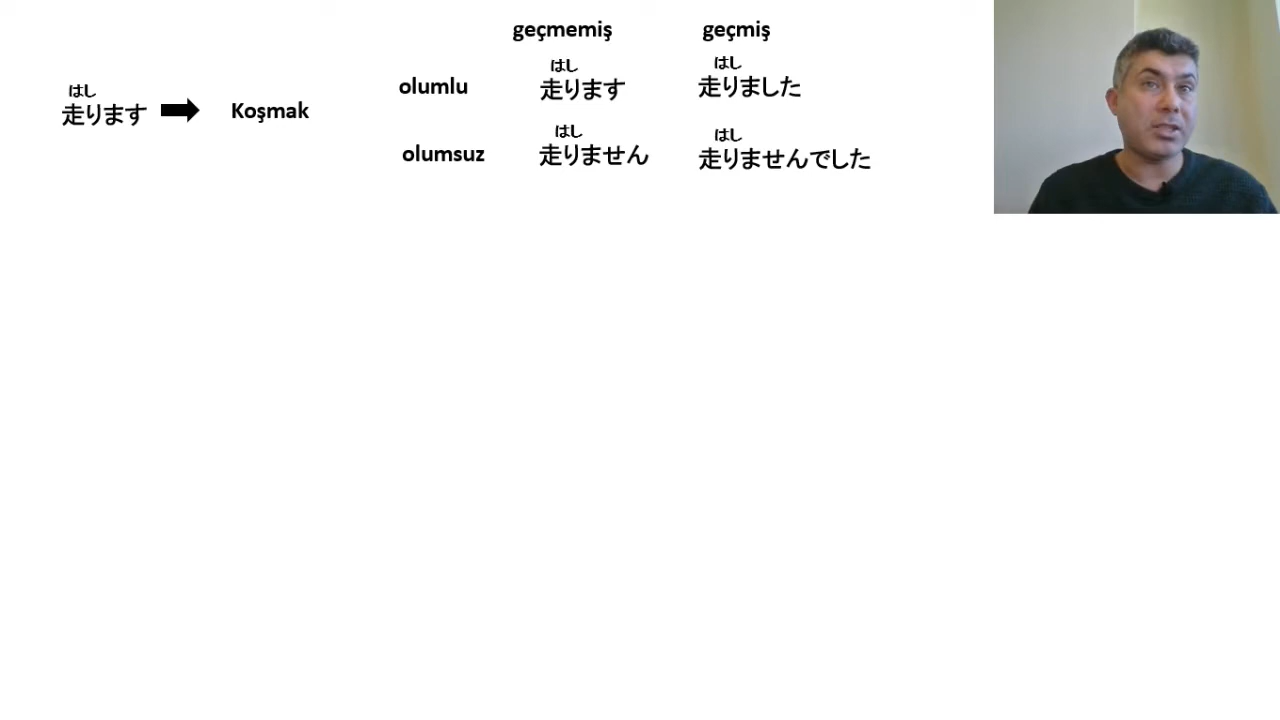 geçmemiş geçmiş
はし はし はし
走ります ➡ Koşmak olumlu 走ります 走りました
はし はし
olumsuz 走りません 走りませんでした